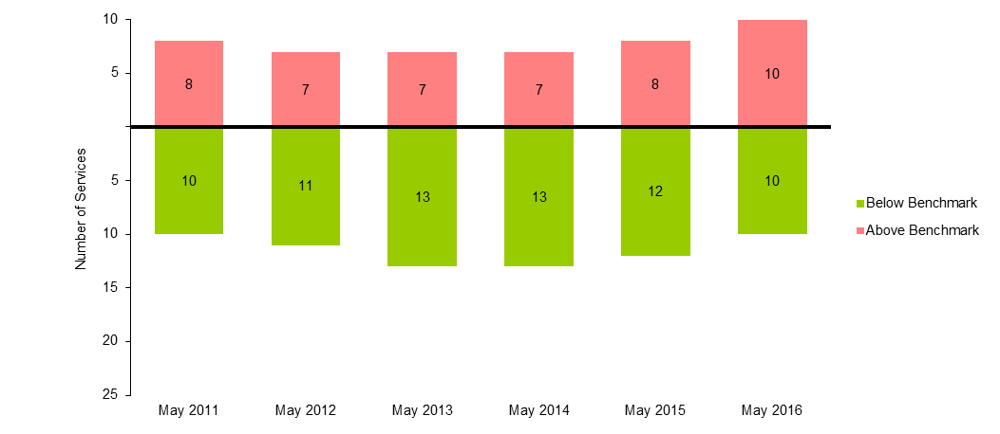 10
8 7 7 7 8 10
5
Number of Services
10 11 13 13 12 10
5
10
15
20
25
Below Benchmark
Above Benchmark
May 2011 May 2012 May 2013 May 2014 May 2015 May 2016